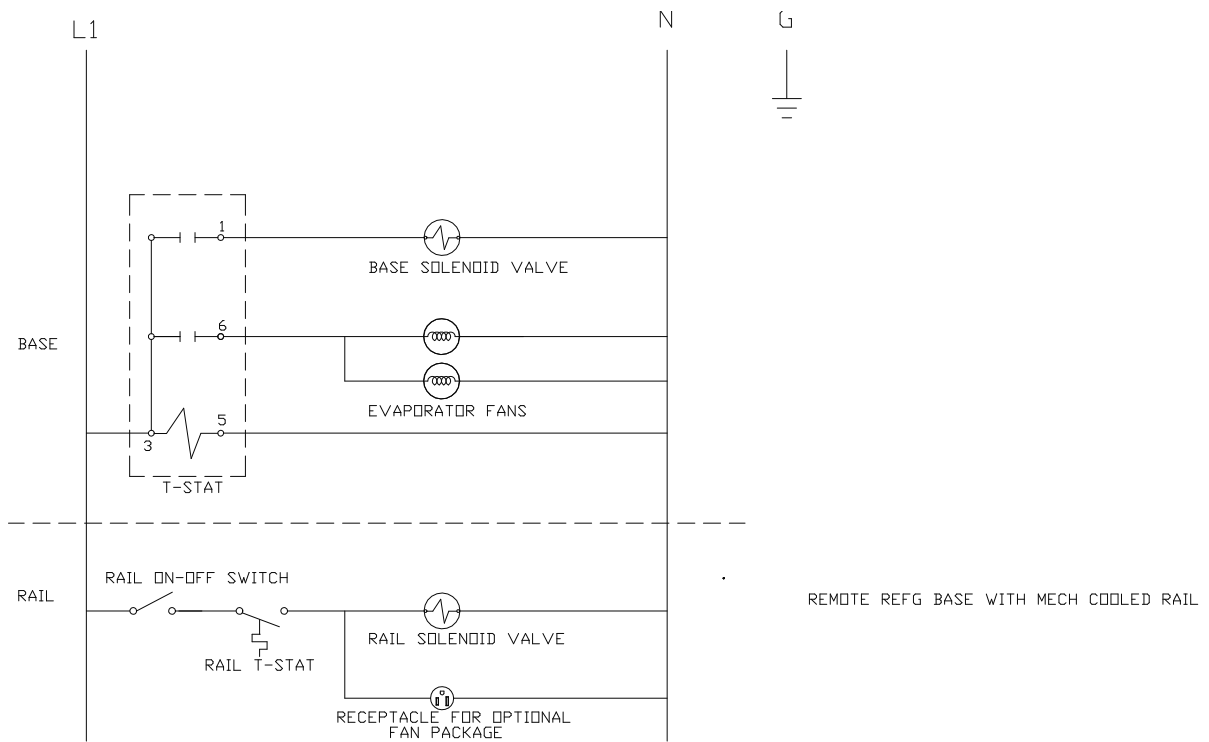 L1
N
G
1
BASE SOLENOID VALVE
6
BASE
EVAPORATOR FANS
5
3
T-STAT
RAIL ON-OFF SWITCH
RAIL
REMOTE REFG BASE WITH MECH COOLED RAIL
RAIL SOLENOID VALVE
RAIL T-STAT
RECEPTACLE FOR OPTIONAL
FAN PACKAGE